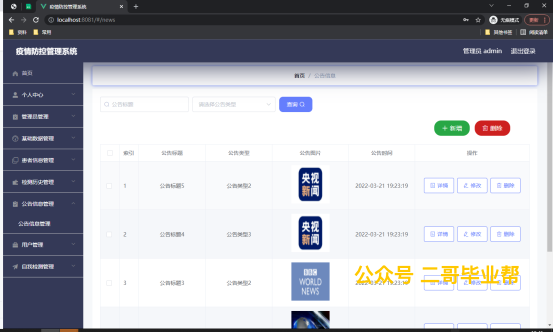 疫情防控管理系统
localhost:8081/#/news
无痕模式
更新
资料
常用
其他书签
阅读清单
疫情防控管理系统
管理员 admin
退出登录
首页
首页 / 公告信息
个人中心
公告标题
请选择公告类型
查询
管理员管理
新增
删除
基础数据管理
索引 公告标题 公告类型 公告图片 公告时间 操作
患者信息管理
检测历史管理
1 公告标题5 公告类型2 央视新闻 2022-03-21 19:23:19 详情 修改 删除
公告信息管理
公告信息管理
2 公告标题4 公告类型3 央视新闻 2022-03-21 19:23:19 详情 修改 删除
用户管理
自我检测管理
3 公告标题3 公告类型2 BBC WORLD NEWS 2022-03-21 19:23:19 详情 修改 删除
公众号 二哥毕业帮